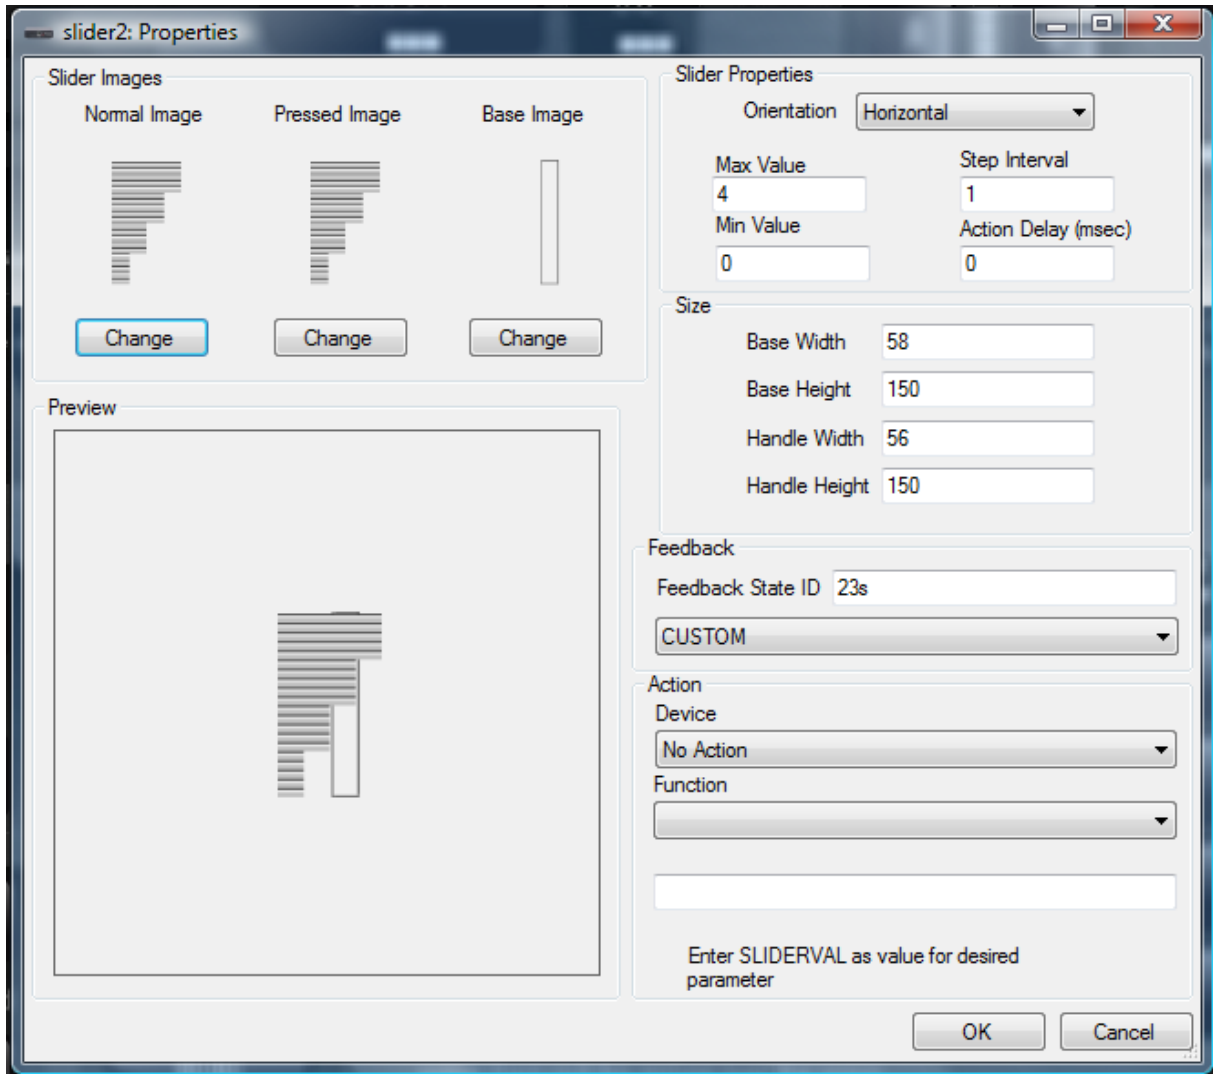 slider2: Properties
Slider Images
Normal Image Pressed Image Base Image
Change Change Change
Preview
Slider Properties
Orientation Horizontal
Max Value Step Interval
4 1
Min Value Action Delay (msec)
0 0
Size
Base Width 58
Base Height 150
Handle Width 56
Handle Height 150
Feedback
Feedback State ID 23s
CUSTOM
Action
Device
No Action
Function
Enter SLIDERVAL as value for desired
parameter
OK Cancel